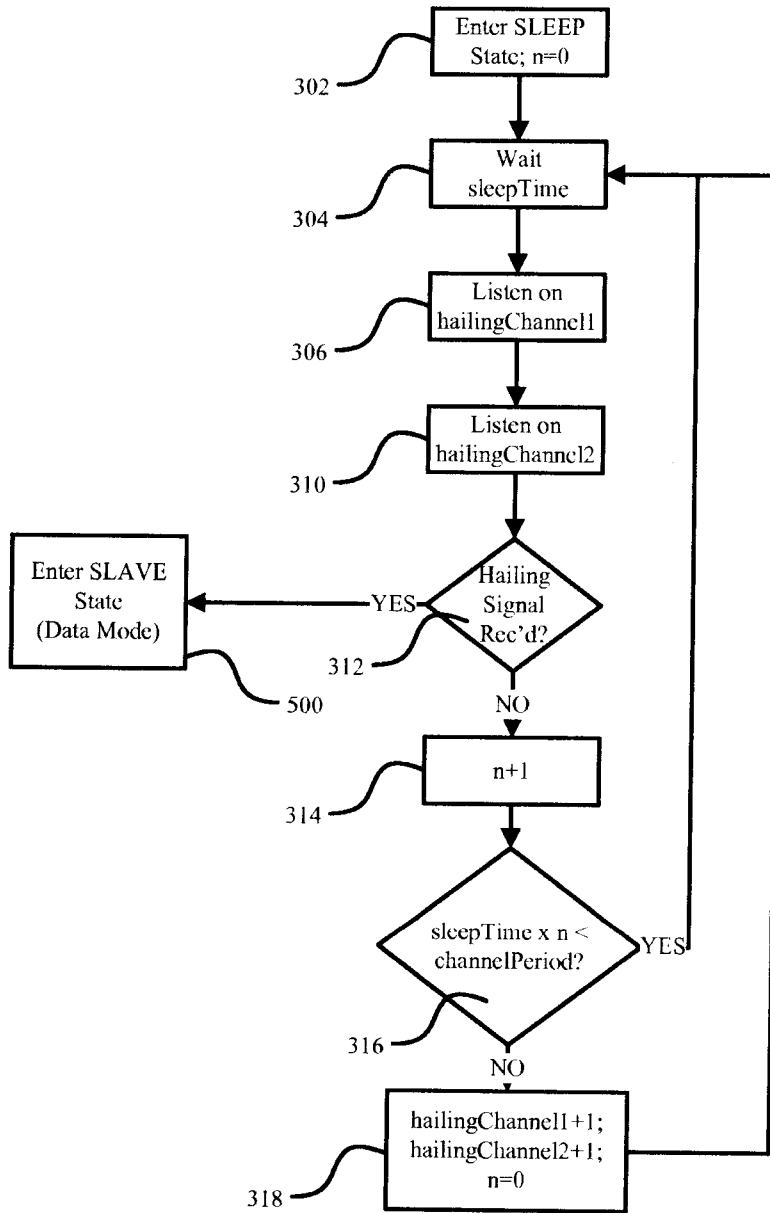 Enter SLEEP
State; n=0
302
Wait
sleepTime
304
Listen on
hailingChannel1
306
Listen on
hailingChannel2
310
Enter SLAVE
State
(Data Mode)
500
YES
Hailing
Signal
Rec'd?
312
NO
n+1
314
sleepTime x n <
channelPeriod?
YES
316
NO
hailingChannel1+1;
hailingChannel2+1;
n=0
318